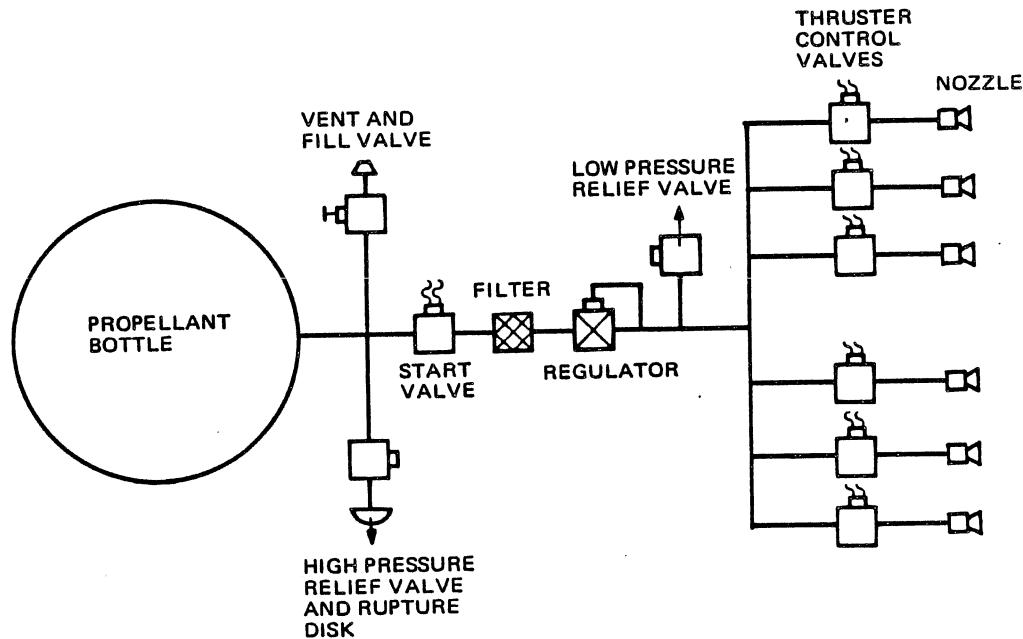 THRUSTER
CONTROL
VALVES
NOZZLE
VENT AND
FILL VALVE
LOW PRESSURE
RELIEF VALVE
PROPELLANT
BOTTLE
FILTER
START
VALVE
REGULATOR
HIGH PRESSURE
RELIEF VALVE
AND RUPTURE
DISK